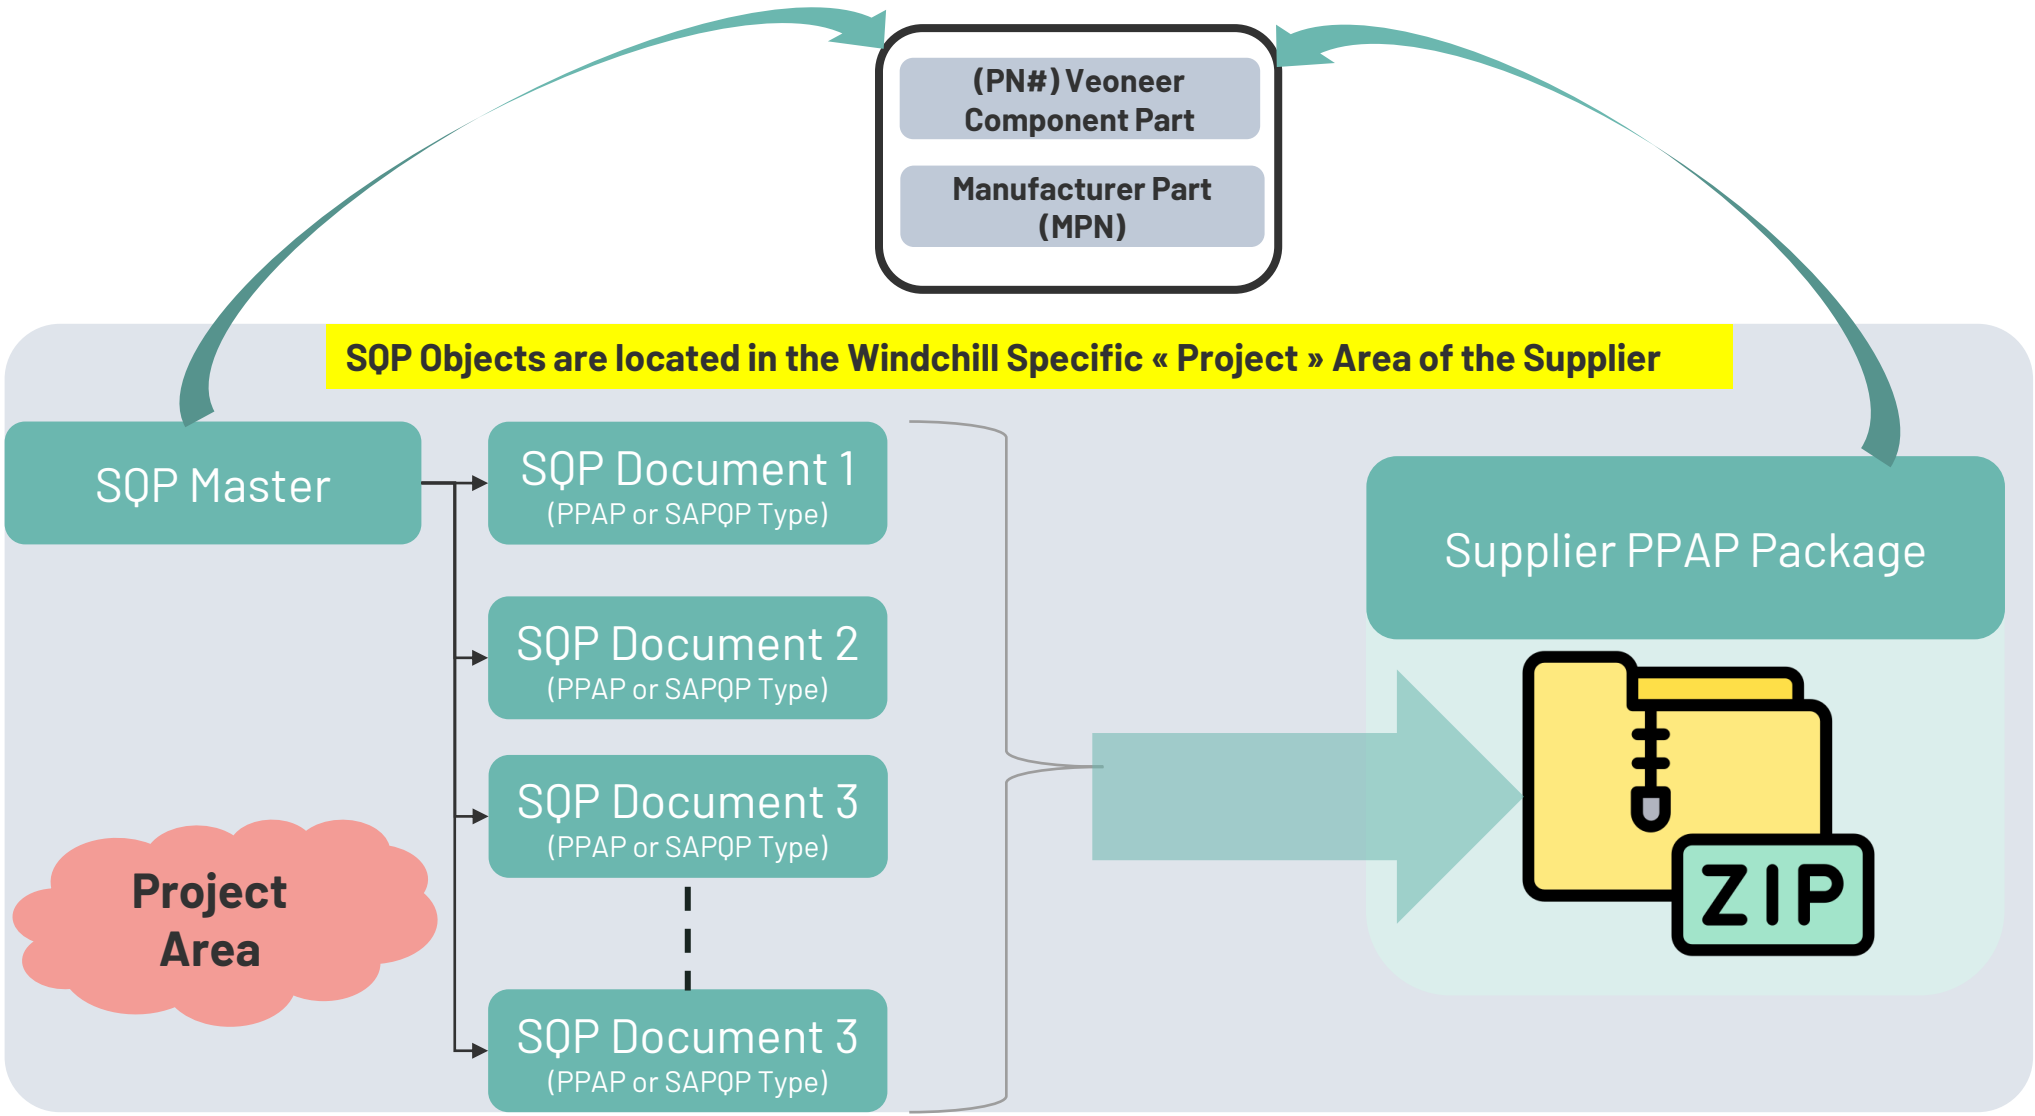 (PN#) Veoneer
Component Part
Manufacturer Part
(MPN)
SQP Objects are located in the Windchill Specific « Project » Area of the Supplier
SQP Master
SQP Document 1
(PPAP or SAPQP Type)
SQP Document 2
(PPAP or SAPQP Type)
SQP Document 3
(PPAP or SAPQP Type)
SQP Document 3
(PPAP or SAPQP Type)
Project
Area
Supplier PPAP Package
ZIP